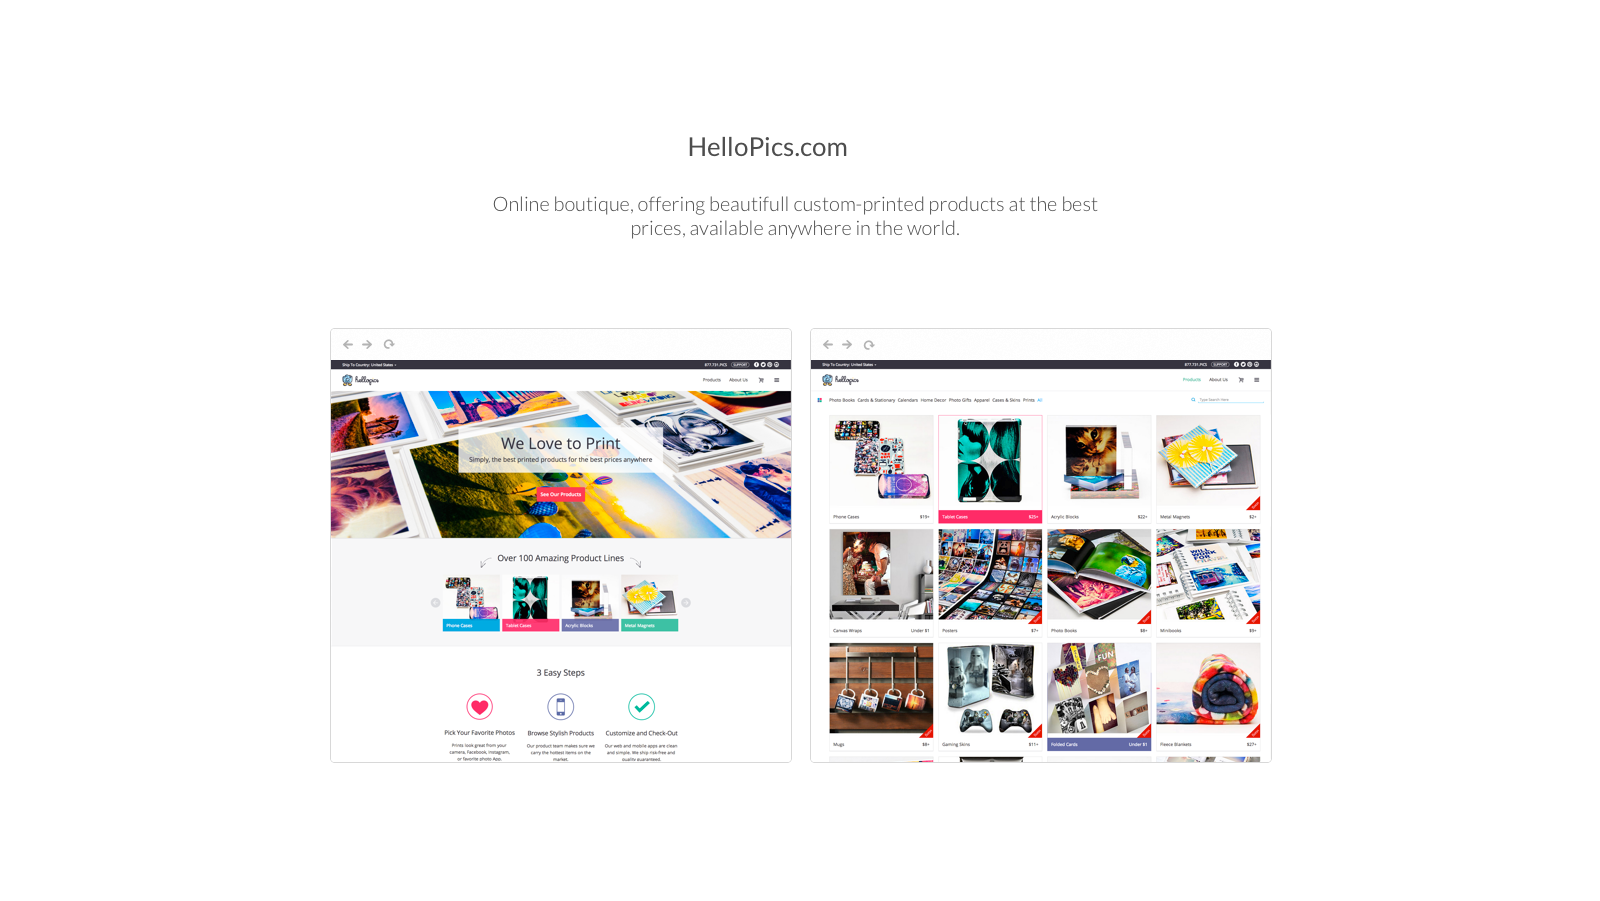 HelloPics.com
Online boutique, offering beautifull custom-printed products at the best
prices, available anywhere in the world.
Ship To Country: United States
877.731.PICS SUPPORT
hellopics
Products About Us
We Love to Print
Simply, the best printed products for the best prices anywhere
See Our Products
Over 100 Amazing Product Lines
Phone Cases Tablet Cases Acrylic Blocks Metal Magnets
3 Easy Steps
Pick Your Favorite Photos
Prints look great from your
camera, Facebook, Instagram,
or favorite photo App.
Browse Stylish Products
Our product team makes sure we
carry the hottest items on the
market.
Customize and Check-Out
Our web and mobile apps are clean
and simple. We ship risk-free and
quality guaranteed.
Ship To Country: United States
877.731.PICS SUPPORT
hellopics
Products About Us
Photo Books Cards & Stationary Calendars Home Decor Photo Gifts Apparel Cases & Skins Prints All
Type Search Here
Phone Cases $19+
Tablet Cases $25+
Acrylic Blocks $22+
Metal Magnets $2+
Canvas Wraps Under $1
Posters $7+
Photo Books $8+
WILL
WORK
FOR
Minibooks $9+
FUN
Mugs $8+
Gaming Skins $11+
Folded Cards Under $1
Fleece Blankets $27+